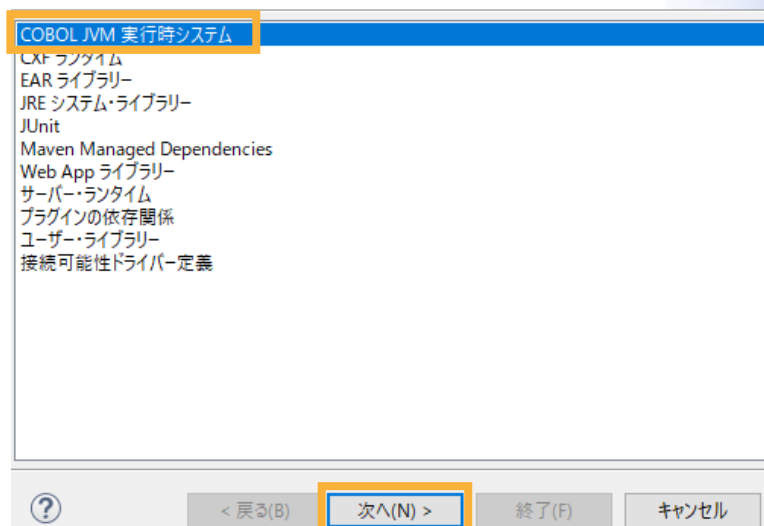 COBOL JVM 実行時システム
CXF ランタイム
EAR ライブラリー
JRE システム・ライブラリー
JUnit
Maven Managed Dependencies
Web App ライブラリー
サーバー・ランタイム
プラグインの依存関係
ユーザー・ライブラリー
接続可能性ドライバー定義
? < 戻る(B) 次へ(N) > 終了(F) キャンセル